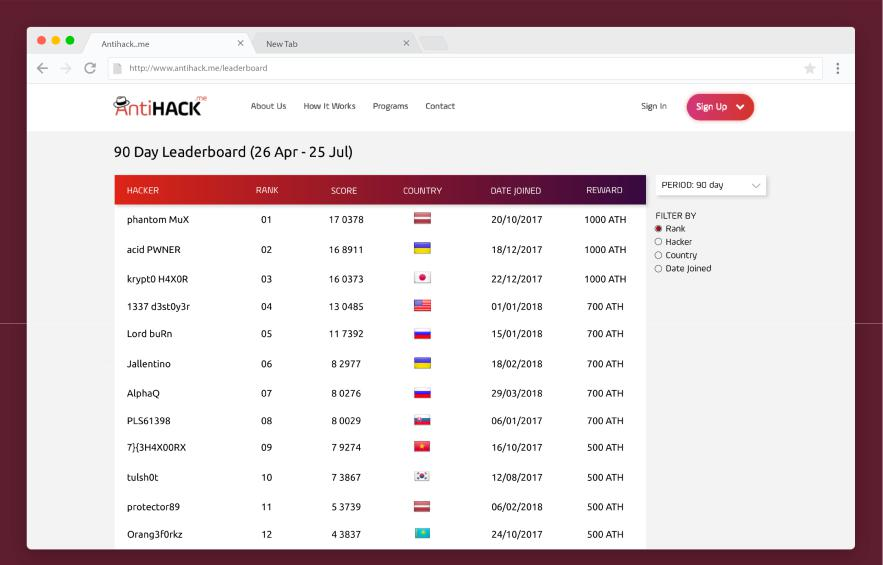 Antihack..me
New Tab
http://www.antihack.me/leaderboard
AntiHACK me
About Us How It Works Programs Contact Sign In Sign Up
90 Day Leaderboard (26 Apr - 25 Jul)
HACKER RANK SCORE COUNTRY DATE JOINED REWARD
phantom MuX 01 17 0378 20/10/2017 1000 ATH
acid PWNER 02 16 8911 18/12/2017 1000 ATH
krypt0 H4X0R 03 16 0373 22/12/2017 1000 ATH
1337 d3st0y3r 04 13 0485 01/01/2018 700 ATH
Lord buRn 05 11 7392 15/01/2018 700 ATH
Jallentino 06 8 2977 18/02/2018 700 ATH
AlphaQ 07 8 0276 29/03/2018 700 ATH
PLS61398 08 8 0029 06/01/2017 700 ATH
7}{3H4X00RX 09 7 9274 16/10/2017 500 ATH
tulsh0t 10 7 3867 12/08/2017 500 ATH
protector89 11 5 3739 06/02/2018 500 ATH
Orang3f0rkz 12 4 3837 24/10/2017 500 ATH
PERIOD: 90 day
FILTER BY
Rank
Hacker
Country
Date Joined